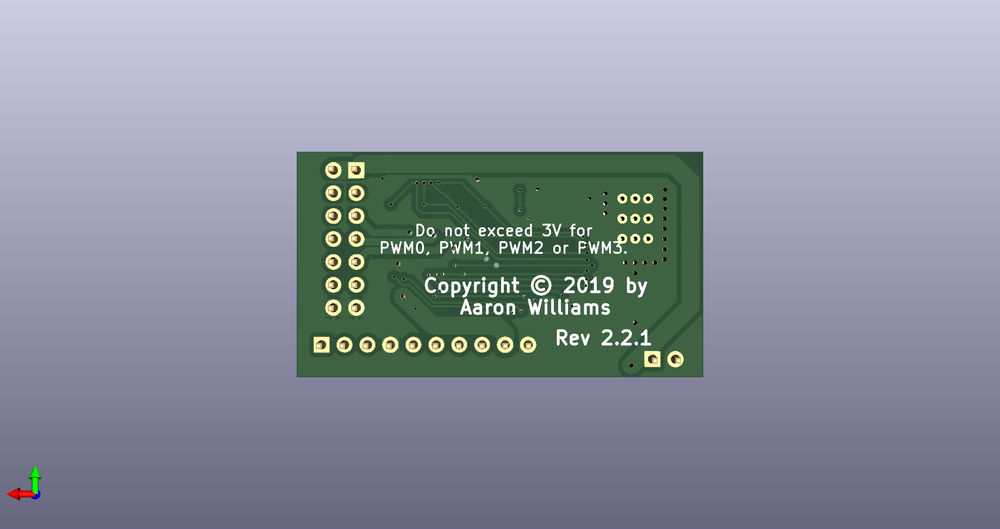 Do not exceed 3V for
PWM0, PWM1, PWM2 or PWM3.
Copyright © 2019 by
Aaron Williams
Rev 2.2.1